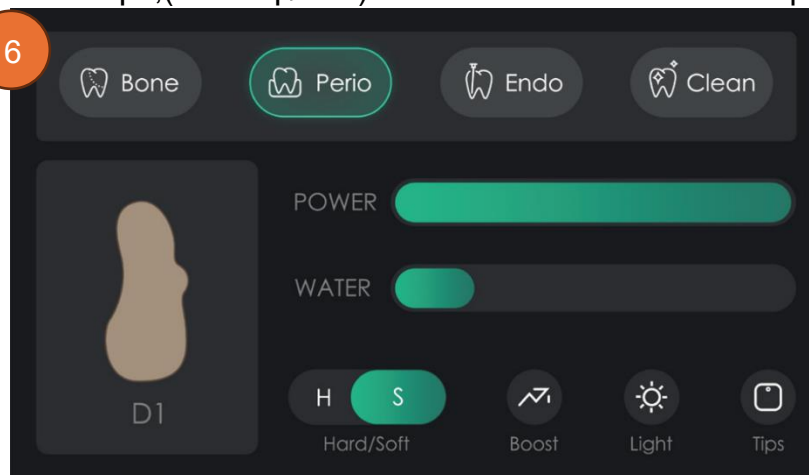 6
Bone Perio Endo Clean
POWER
WATER
D1
H S
Hard/Soft Boost Light Tips